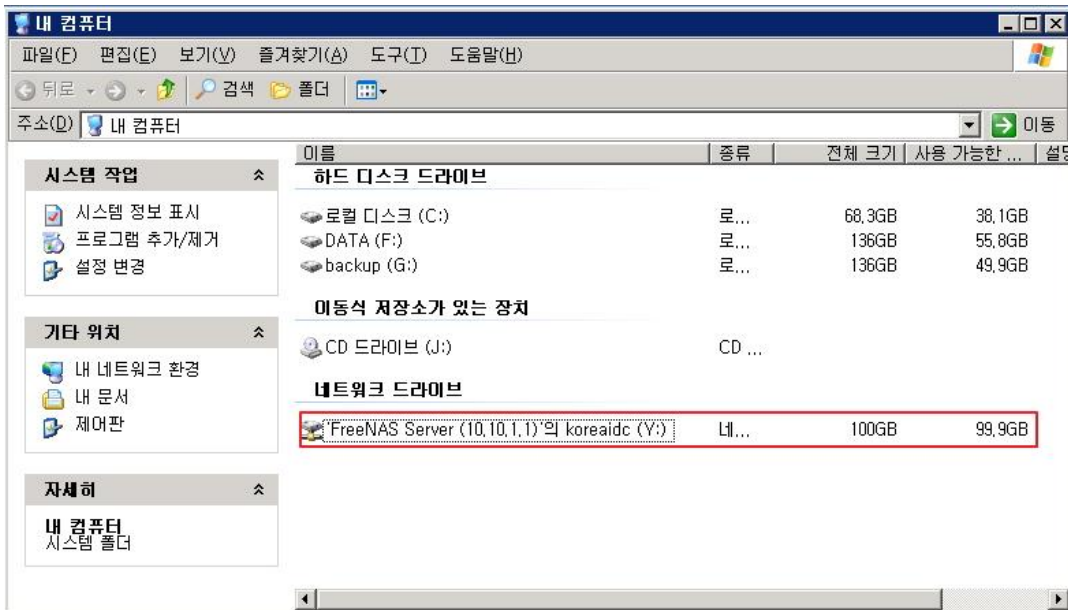 내 컴퓨터
파일(F) 편집(E) 보기(V) 즐겨찾기(A) 도구(T) 도움말(H)
뒤로 검색 폴더
주소(D) 내 컴퓨터 이동
이름 종류 전체 크기 사용 가능한 ... 설명
시스템 작업
시스템 정보 표시
프로그램 추가/제거
설정 변경
기타 위치
내 네트워크 환경
내 문서
제어판
자세히
내 컴퓨터
시스템 폴더
하드 디스크 드라이브
로컬 디스크 (C:) 로... 68,3GB 38,1GB
DATA (F:) 로... 136GB 55,8GB
backup (G:) 로... 136GB 49,9GB
이동식 저장소가 있는 장치
CD 드라이브 (J:) CD ...
네트워크 드라이브
'FreeNAS Server (10,10,1,1)'의 koreaidc (Y:) 네... 100GB 99,9GB